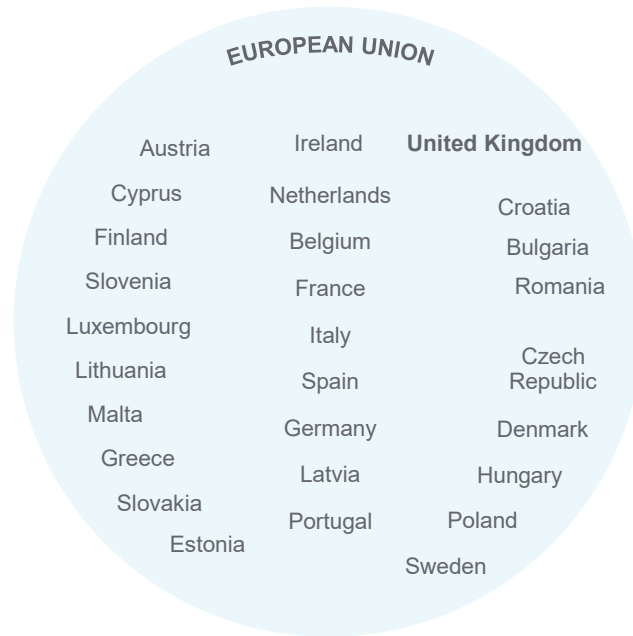 EUROPEAN UNION
Austria
Cyprus
Finland
Slovenia
Luxembourg
Lithuania
Malta
Greece
Slovakia
Estonia
Ireland
Netherlands
Belgium
France
Italy
Spain
Germany
Latvia
Portugal
United Kingdom
Croatia
Bulgaria
Romania
Czech
Republic
Denmark
Hungary
Poland
Sweden